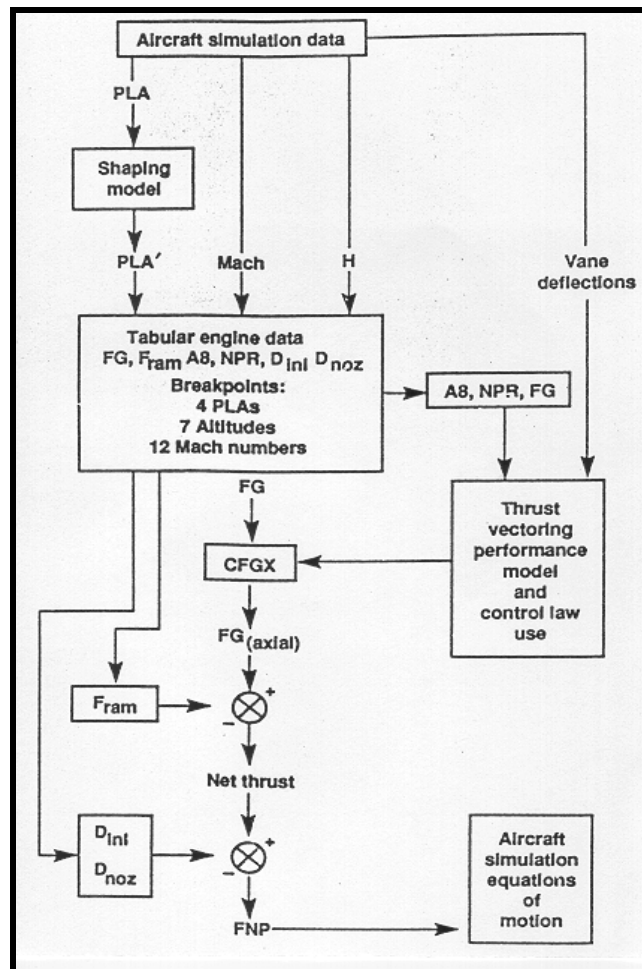 Aircraft simulation data
PLA
Shaping
model
PLA′
Mach
H
Vane
deflections
Tabular engine data
FG, Fram A8, NPR, Dinl Dnoz
Breakpoints:
4 PLAs
7 Altitudes
12 Mach numbers
A8, NPR, FG
FG
Thrust
vectoring
performance
model
and
control law
use
CFGX
FG(axial)
+
Fram
−
Net thrust
Dinl
Dnoz
+
−
Aircraft
simulation
equations
of
motion
FNP